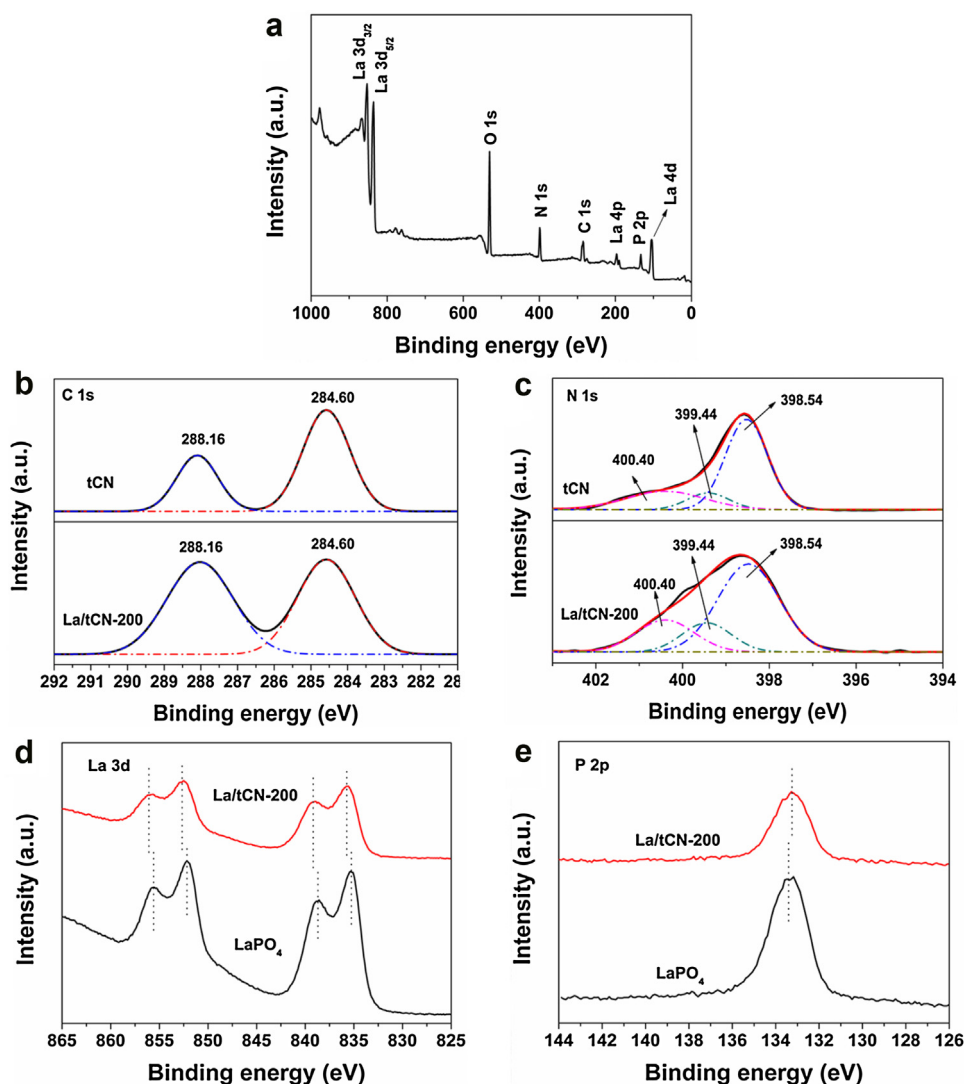 a
La 3d3/2
La 3d5/2
O 1s
N 1s
C 1s
La 4p
P 2p
La 4d
Intensity (a.u.)
1000 800 600 400 200 0
Binding energy (eV)
b
C 1s
284.60
288.16
tCN
288.16
284.60
La/tCN-200
Intensity (a.u.)
292 291 290 289 288 287 286 285 284 283 282 28
Binding energy (eV)
c
N 1s
399.44
398.54
400.40
tCN
399.44
398.54
400.40
La/tCN-200
Intensity (a.u.)
402 400 398 396 394
Binding energy (eV)
d
La 3d
La/tCN-200
LaPO4
Intensity (a.u.)
865 860 855 850 845 840 835 830 825
Binding energy (eV)
e
P 2p
La/tCN-200
LaPO4
Intensity (a.u.)
144 142 140 138 136 134 132 130 128 126
Binding energy (eV)